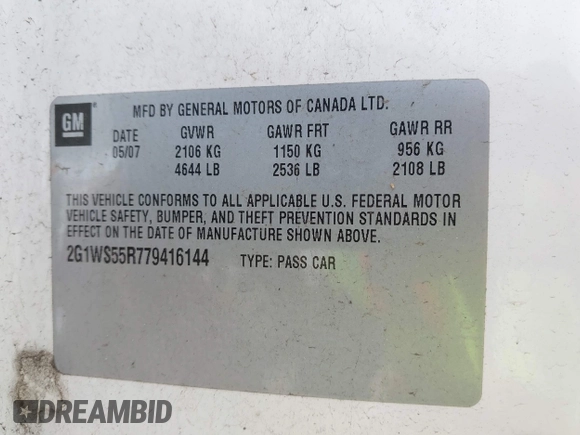 GM
MFD BY GENERAL MOTORS OF CANADA LTD.
DATE GVWR GAWR FRT GAWR RR
05/07 2106 KG 1150 KG 956 KG
4644 LB 2536 LB 2108 LB
THIS VEHICLE CONFORMS TO ALL APPLICABLE U.S. FEDERAL MOTOR
VEHICLE SAFETY, BUMPER, AND THEFT PREVENTION STANDARDS IN
EFFECT ON THE DATE OF MANUFACTURE SHOWN ABOVE.
2G1WS55R779416144 TYPE: PASS CAR
DREAMBID